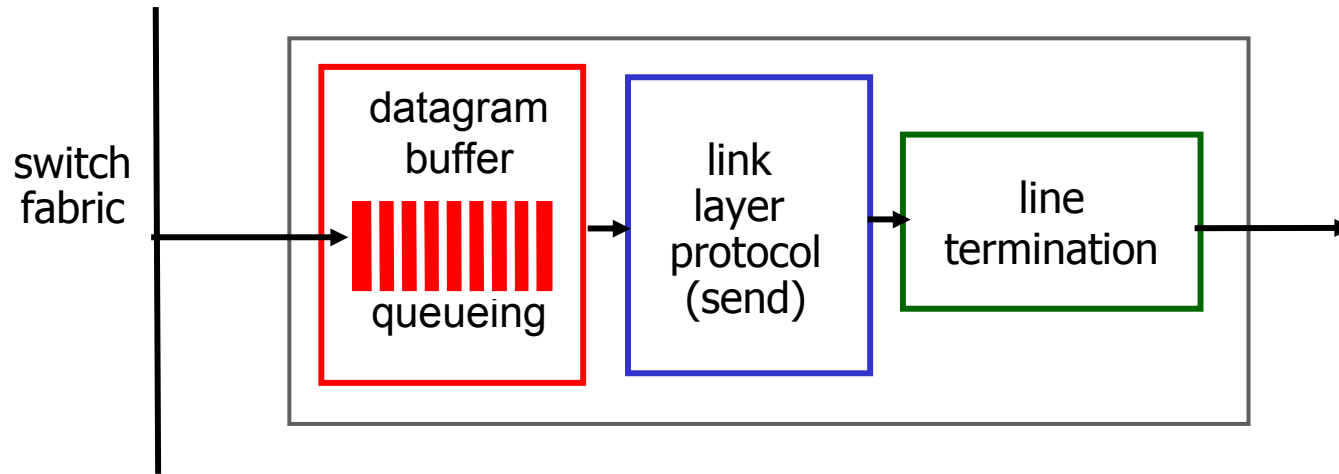 switch
fabric
datagram
buffer
queueing
link
layer
protocol
(send)
line
termination